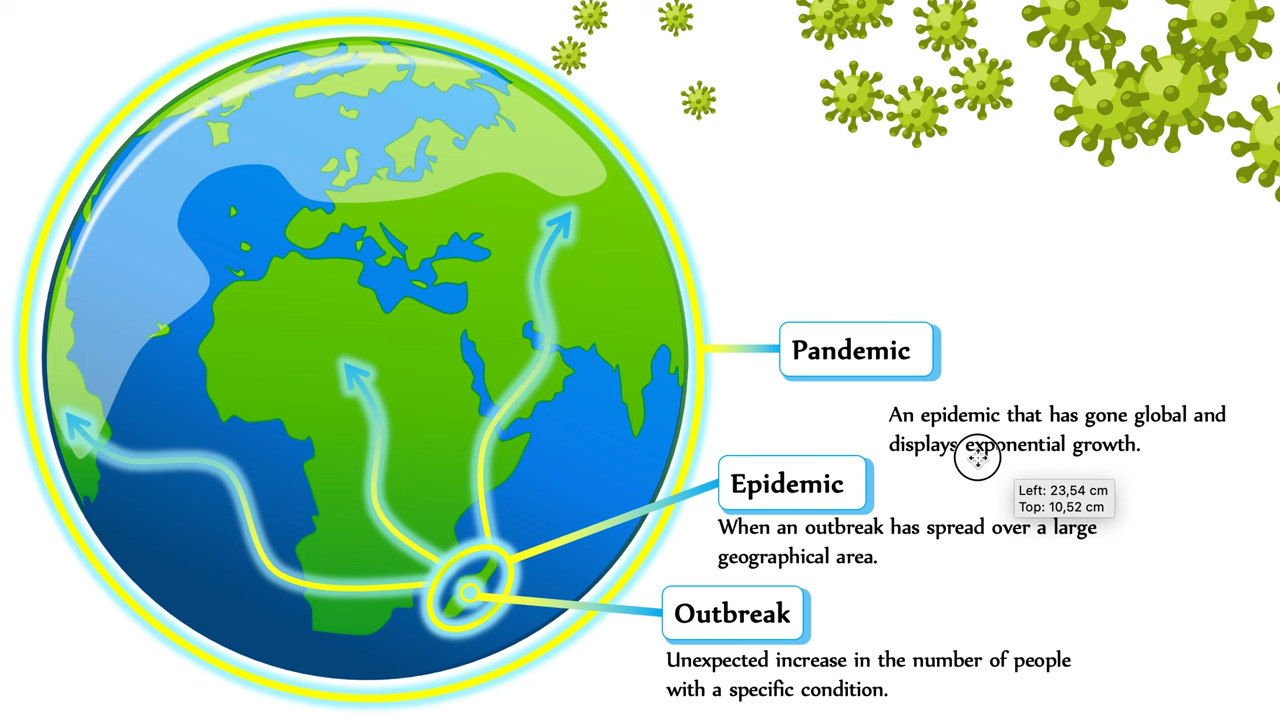 Pandemic
An epidemic that has gone global and
displays exponential growth.
Epidemic
Left: 23,54 cm
Top: 10,52 cm
When an outbreak has spread over a large
geographical area.
Outbreak
Unexpected increase in the number of people
with a specific condition.